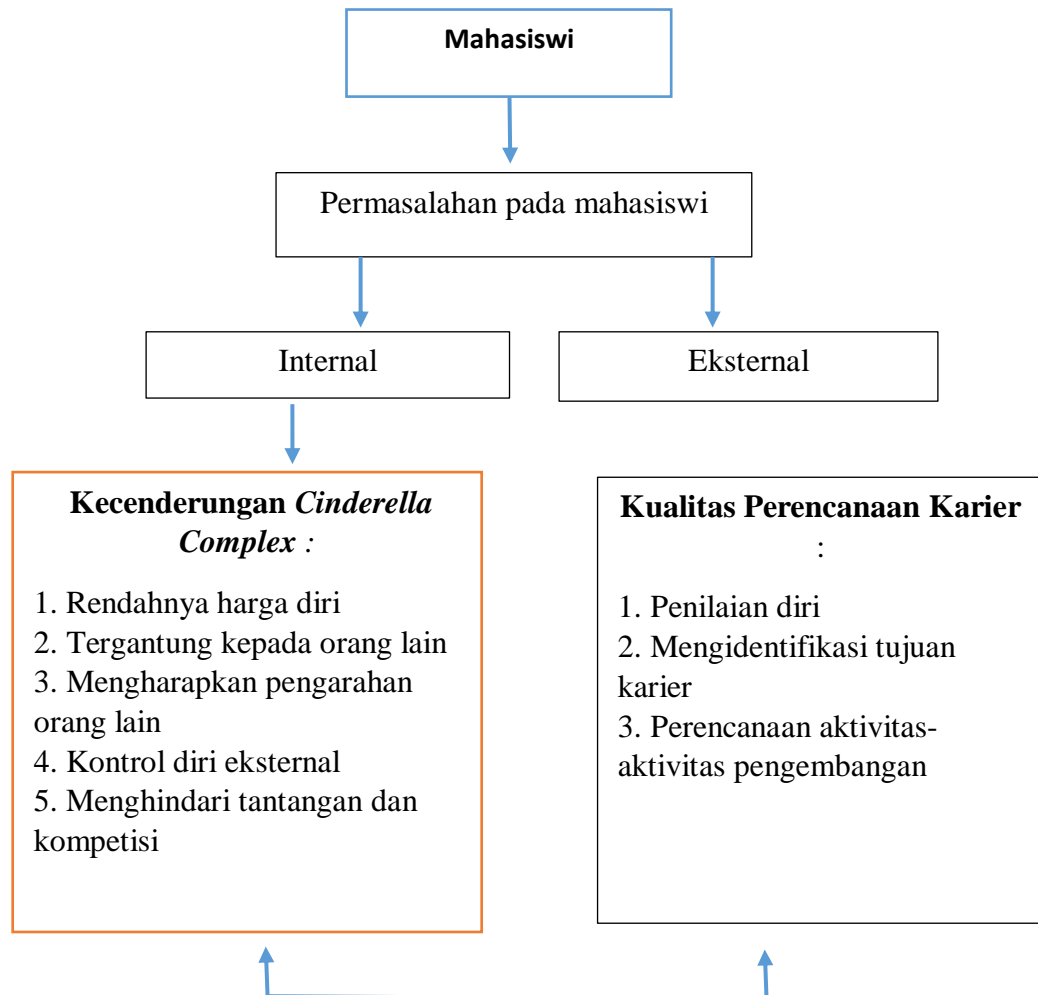 Mahasiswi
Permasalahan pada mahasiswi
Internal
Eksternal
Kecenderungan Cinderella
Complex :
1. Rendahnya harga diri
2. Tergantung kepada orang lain
3. Mengharapkan pengarahan
orang lain
4. Kontrol diri eksternal
5. Menghindari tantangan dan
kompetisi
Kualitas Perencanaan Karier
:
1. Penilaian diri
2. Mengidentifikasi tujuan
karier
3. Perencanaan aktivitas-
aktivitas pengembangan